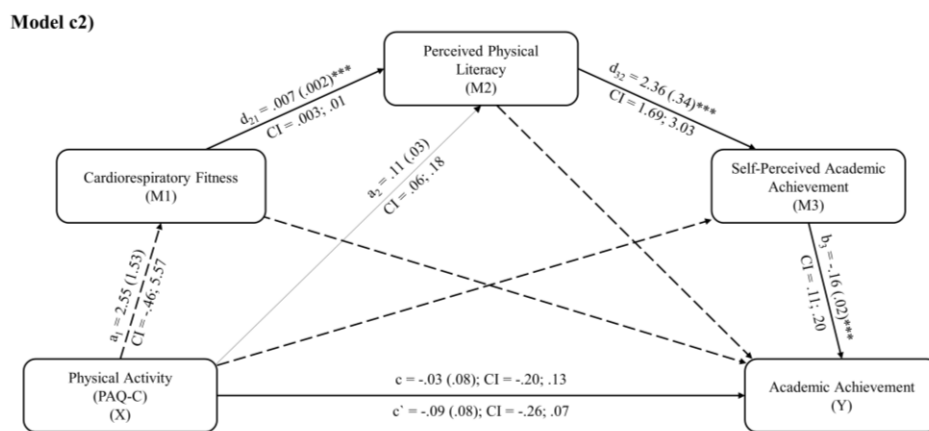 Model c2)
Perceived Physical
Literacy
(M2)
d21 = .007 (.002)***
CI = .003; .01
d32 = 2.36 (.34)***
CI = 1.69; 3.03
a2 = .11 (.03)
CI = .06; .18
Cardiorespiratory Fitness
(M1)
Self-Perceived Academic
Achievement
(M3)
a1 = 2.55 (1.53)
CI = -.46; 5.57
b3 = -.16 (.02)***
CI = .11; .20
Physical Activity
(PAQ-C)
(X)
c = -.03 (.08); CI = -.20; .13
c` = -.09 (.08); CI = -.26; .07
Academic Achievement
(Y)